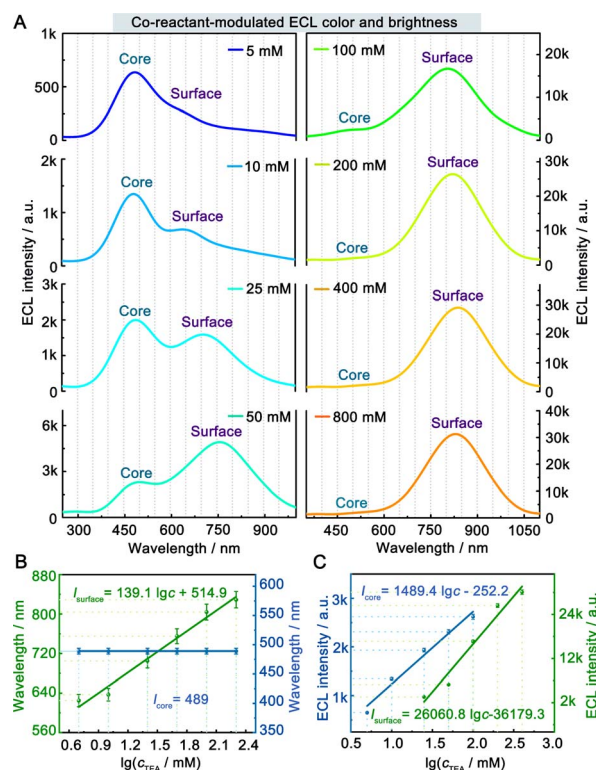 Co-reactant-modulated ECL color and brightness
A
ECL intensity / a.u.
1k
500
0
5 mM
Core
Surface
2k
1k
0
10 mM
Core
Surface
3k
2k
1k
0
25 mM
Core
Surface
6k
3k
0
50 mM
Core
Surface
300 450 600 750 900
Wavelength / nm
100 mM
Core
Surface
20k
10k
0
200 mM
Core
Surface
30k
20k
10k
0
400 mM
Core
Surface
30k
20k
10k
0
800 mM
Core
Surface
40k
30k
20k
10k
0
450 600 750 900 1050
Wavelength / nm
ECL intensity / a.u.
B
Wavelength / nm
880
800
720
640
560
I surface = 139.1 lgc + 514.9
I core = 489
600
550
500
450
400
350
Wavelength / nm
0.6 0.9 1.2 1.5 1.8 2.1 2.4
lg(c TEA / mM)
C
ECL intensity / a.u.
3k
2k
1k
I core = 1489.4 lgc - 252.2
I surface = 26060.8 lgc-36179.3
24k
12k
2k
ECL intensity / a.u.
0.5 1.0 1.5 2.0 2.5 3.0
lg(c TEA / mM)